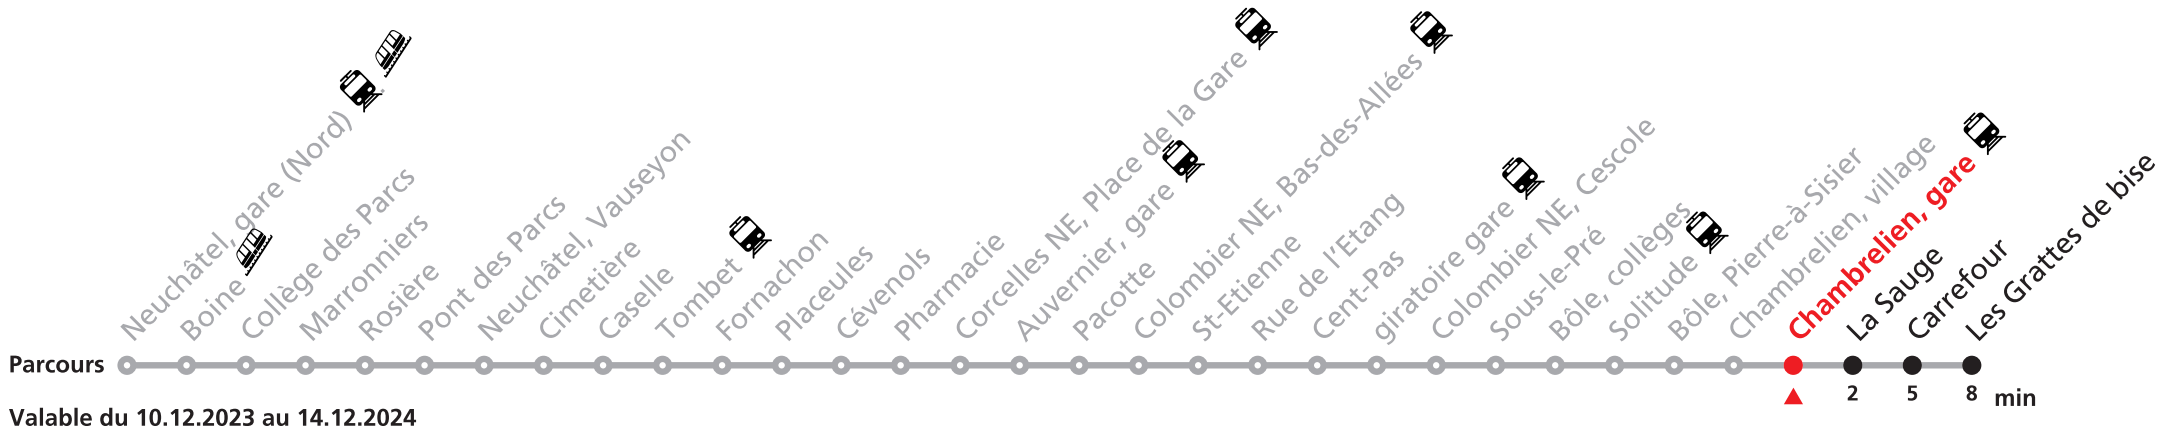 Neuchâtel, gare (Nord)
Boine
Collège des Parcs
Marronniers
Rosière
Pont des Parcs
Neuchâtel, Vauseyon
Cimetière
Caselle
Tombet
Fornachon
Placeules
Cévenols
Pharmacie
Corcelles NE, Place de la Gare
Auvernier, gare
Pacotte
Colombier NE, Bas-des-Allées
St-Etienne
Rue de l'Etang
Cent-Pas
giratoire gare
Colombier NE, Cescole
Sous-le-Pré
Bôle, collèges
Solitude
Bôle, Pierre-à-Sisier
Chambrelien, village
Chambrelien, gare
La Sauge
Carrefour
Les Grattes de bise
Parcours
2 5 8 min
Valable du 10.12.2023 au 14.12.2024